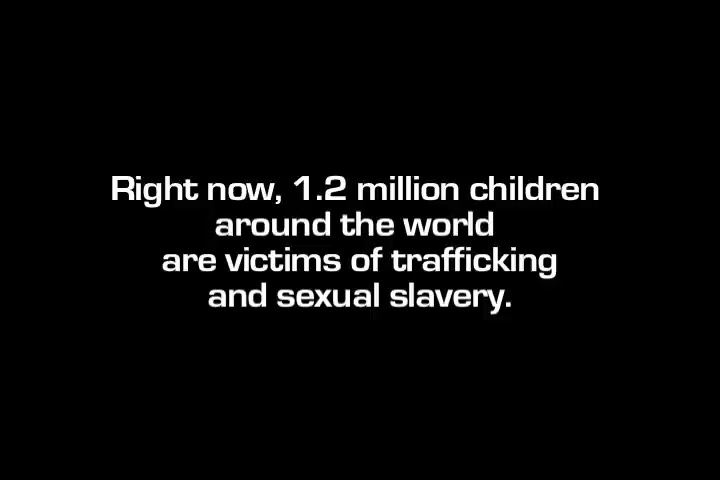 Right now, 1.2 million children
around the world
are victims of trafficking
and sexual slavery.